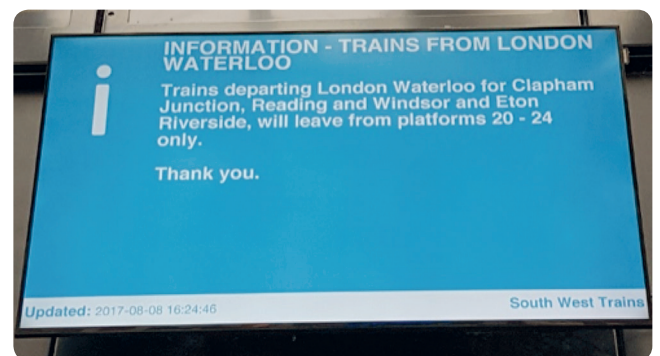 i
INFORMATION - TRAINS FROM LONDON
WATERLOO
Trains departing London Waterloo for Clapham
Junction, Reading and Windsor and Eton
Riverside, will leave from platforms 20 - 24
only.
Thank you.
Updated: 2017-08-08 16:24:46
South West Trains